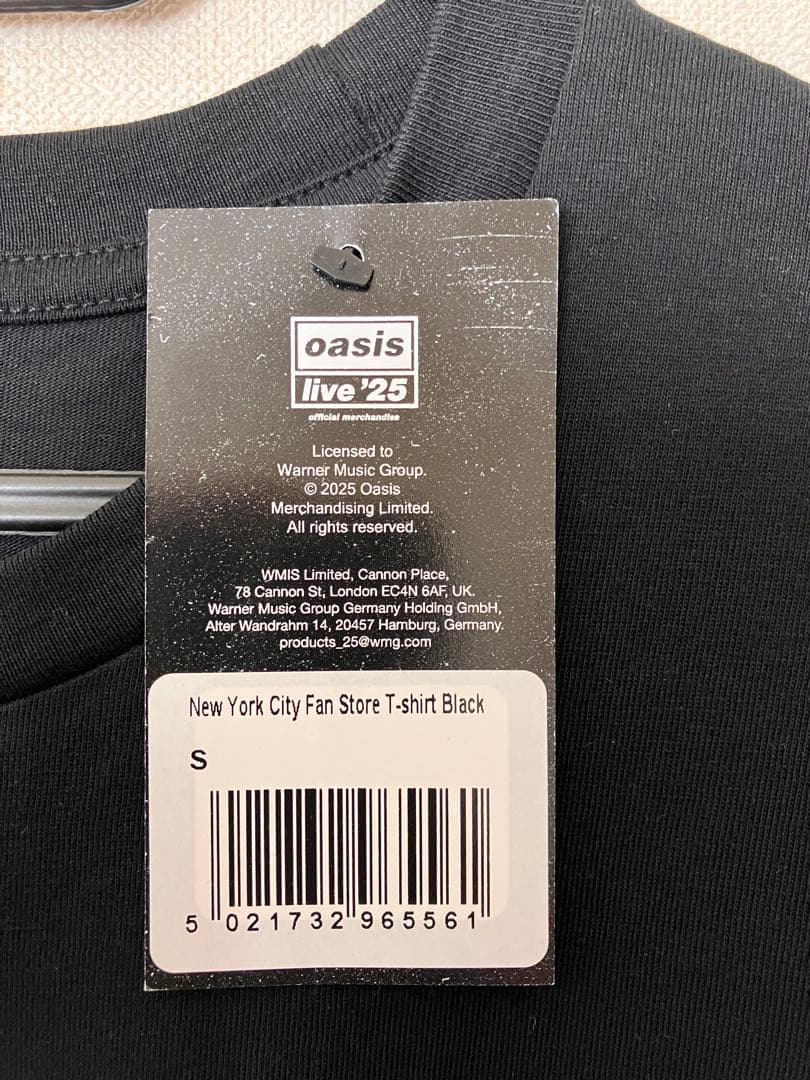 oasis
live '25
official merchandise
Licensed to
Warner Music Group.
© 2025 Oasis
Merchandising Limited.
All rights reserved.
WMIS Limited, Cannon Place,
78 Cannon St, London EC4N 6AF, UK.
Warner Music Group Germany Holding GmbH,
Alter Wandrahm 14, 20457 Hamburg, Germany.
products_25@wmg.com
New York City Fan Store T-shirt Black
S
5 021732 965561